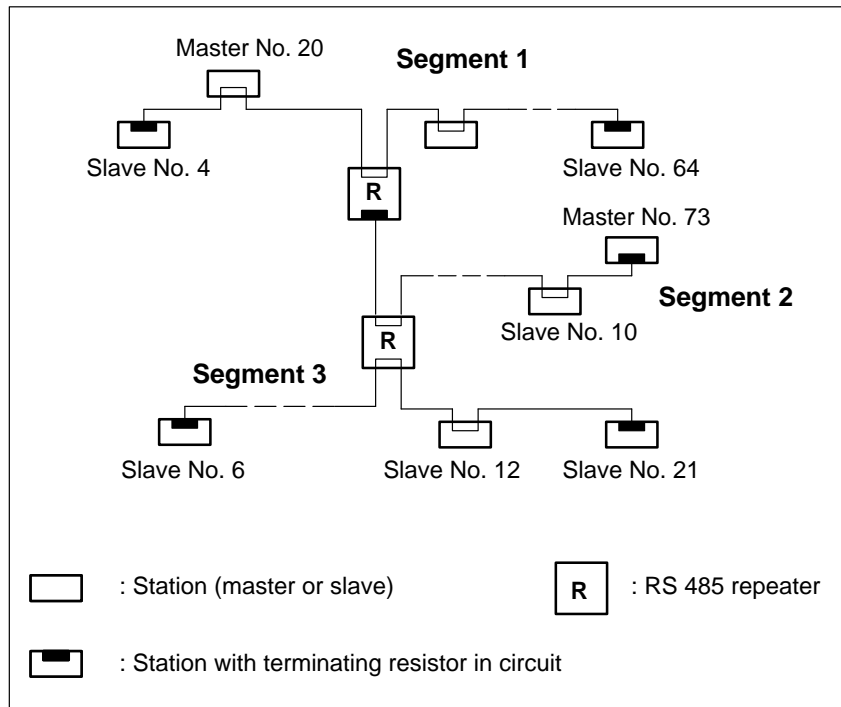 Master No. 20
Segment 1
Slave No. 4
Slave No. 64
R
Master No. 73
Segment 2
Slave No. 10
R
Segment 3
Slave No. 6
Slave No. 12
Slave No. 21
: Station (master or slave)
R
: RS 485 repeater
: Station with terminating resistor in circuit